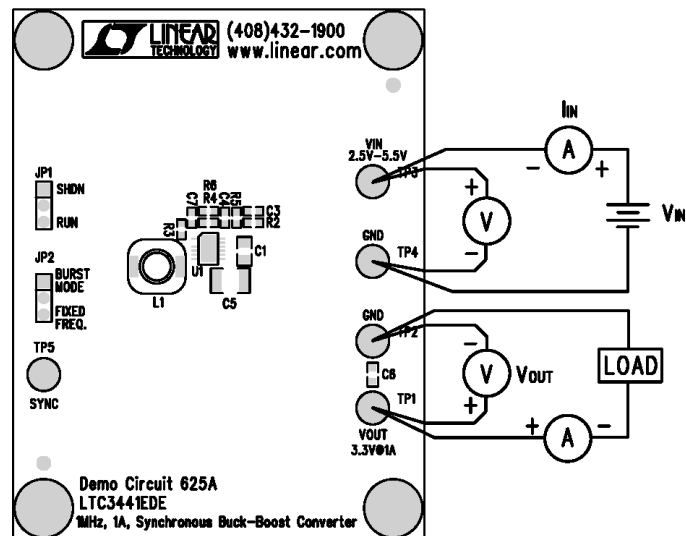 LINEAR (408)432-1900
TECHNOLOGY www.linear.com
IIN
VIN
2.5V-5.5V
A
- +
JP1
SHDN
RUN
TP3
+
V
-
VIN
R6
C7 R4 C4 R5 C3
R3 R2
GND
TP4
JP2
BURST
MODE
FIXED
FREQ.
U1
C1
L1
C5
GND
TP2
-
V
+
VOUT
LOAD
TP5
SYNC
C6
TP1
VOUT
3.3V@1A
+ -
A
Demo Circuit 625A
LTC3441EDE
1MHz, 1A, Synchronous Buck-Boost Converter